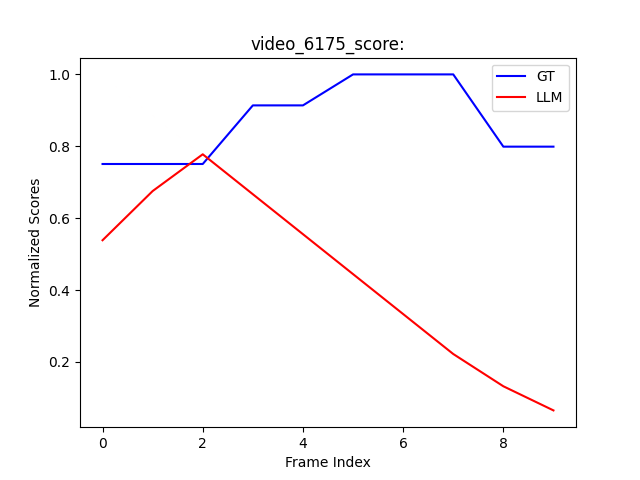 video_6175_score:
GT
LLM
Normalized Scores
1.0
0.8
0.6
0.4
0.2
0 2 4 6 8
Frame Index